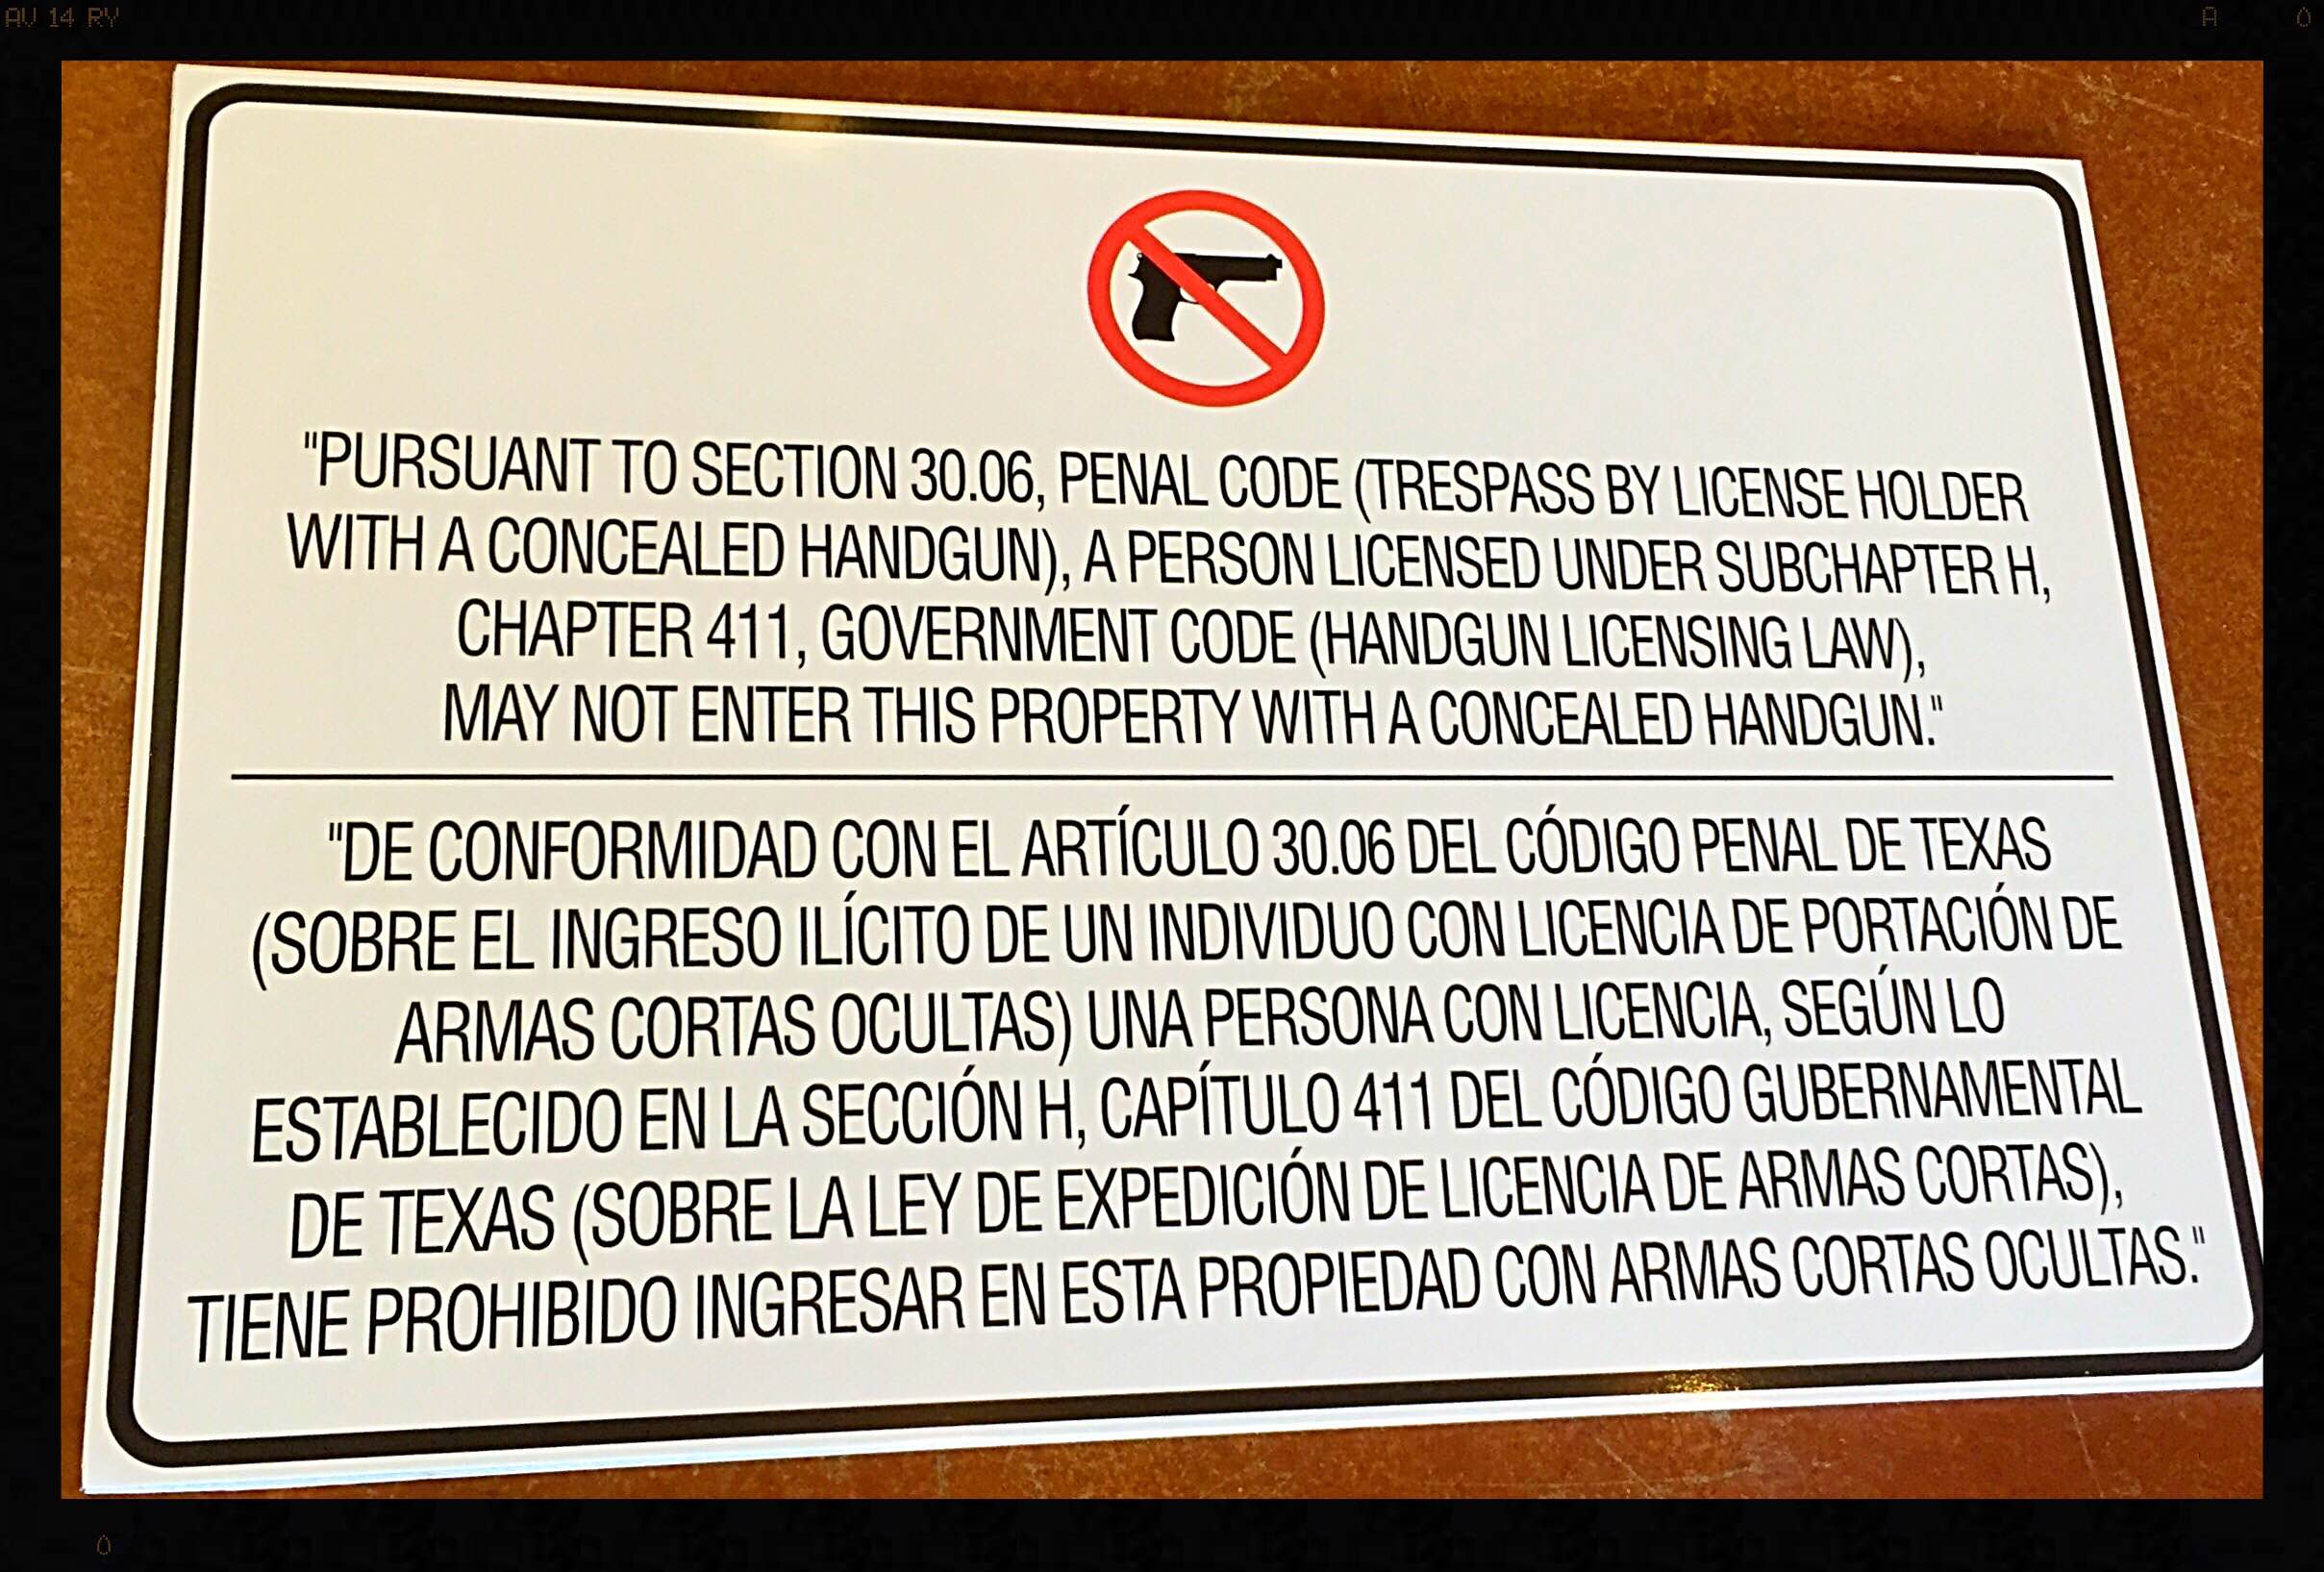 AV 14 RY
A 0
"PURSUANT TO SECTION 30.06, PENAL CODE (TRESPASS BY LICENSE HOLDER
WITH A CONCEALED HANDGUN), A PERSON LICENSED UNDER SUBCHAPTER H,
CHAPTER 411, GOVERNMENT CODE (HANDGUN LICENSING LAW),
MAY NOT ENTER THIS PROPERTY WITH A CONCEALED HANDGUN."
"DE CONFORMIDAD CON EL ARTÍCULO 30.06 DEL CÓDIGO PENAL DE TEXAS
(SOBRE EL INGRESO ILÍCITO DE UN INDIVIDUO CON LICENCIA DE PORTACIÓN DE
ARMAS CORTAS OCULTAS) UNA PERSONA CON LICENCIA, SEGÚN LO
ESTABLECIDO EN LA SECCIÓN H, CAPÍTULO 411 DEL CÓDIGO GUBERNAMENTAL
DE TEXAS (SOBRE LA LEY DE EXPEDICIÓN DE LICENCIA DE ARMAS CORTAS),
TIENE PROHIBIDO INGRESAR EN ESTA PROPIEDAD CON ARMAS CORTAS OCULTAS."
0